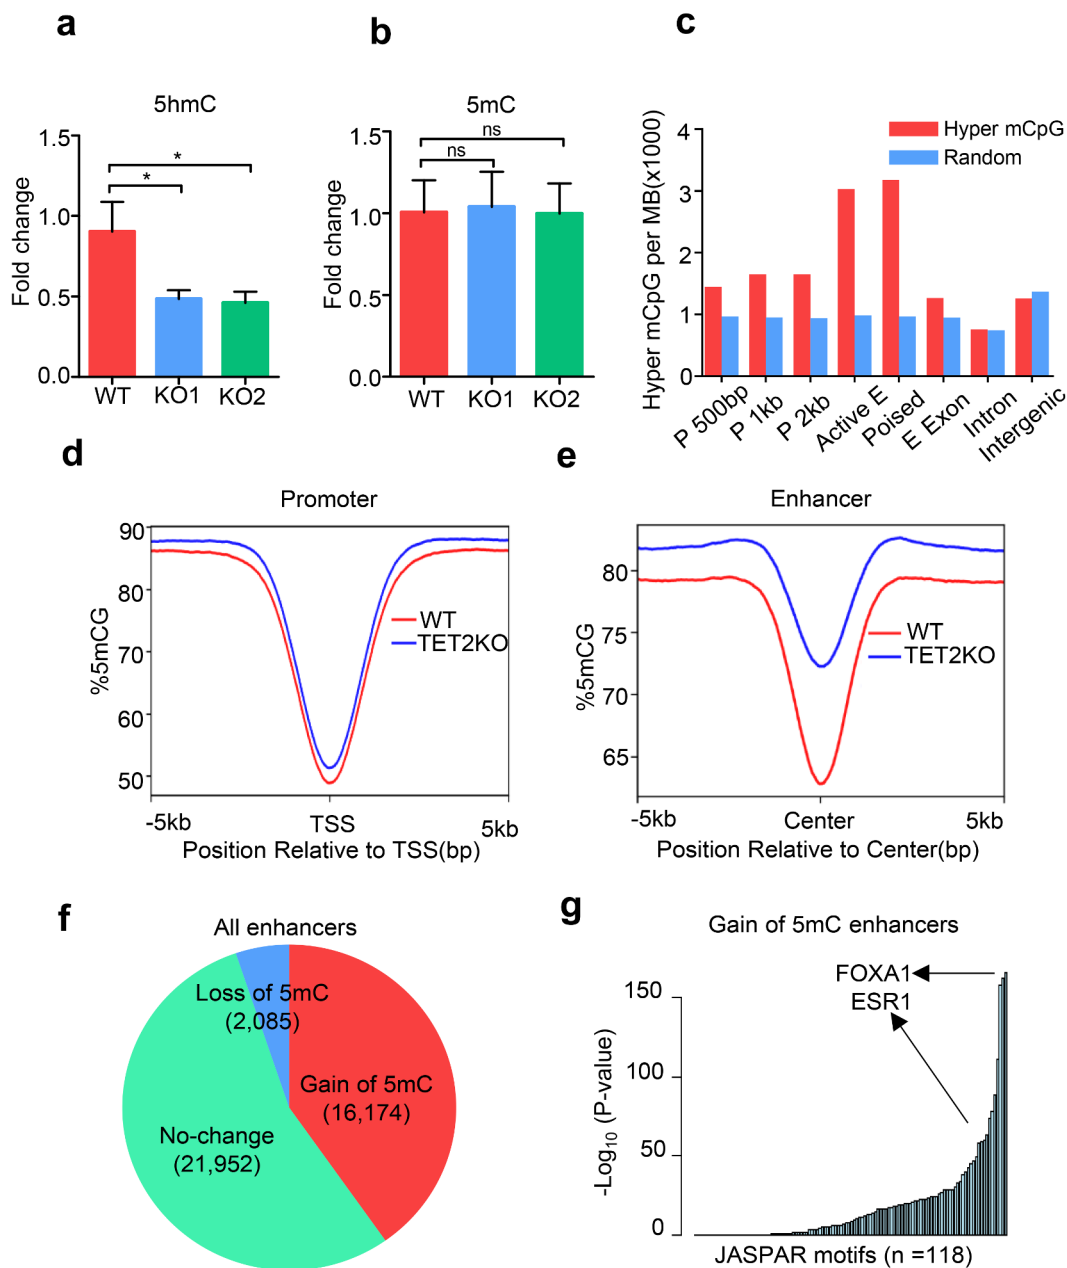 a
5hmC
Fold change
1.5
1.0
0.5
0.0
*
*
WT
KO1
KO2
b
5mC
Fold change
1.5
1.0
0.5
0.0
ns
ns
WT
KO1
KO2
c
Hyper mCpG per MB(x1000)
4
3
2
1
0
Hyper mCpG
Random
P 500bp
P 1kb
P 2kb
Active E
Poised
E Exon
Intron
Intergenic
d
Promoter
%5mCG
90
80
70
60
50
WT
TET2KO
-5kb
TSS
5kb
Position Relative to TSS(bp)
e
Enhancer
%5mCG
80
75
70
65
WT
TET2KO
-5kb
Center
5kb
Position Relative to Center(bp)
f
All enhancers
Loss of 5mC
(2,085)
Gain of 5mC
(16,174)
No-change
(21,952)
g
Gain of 5mC enhancers
FOXA1
ESR1
-Log10 (P-value)
150
100
50
0
JASPAR motifs (n =118)